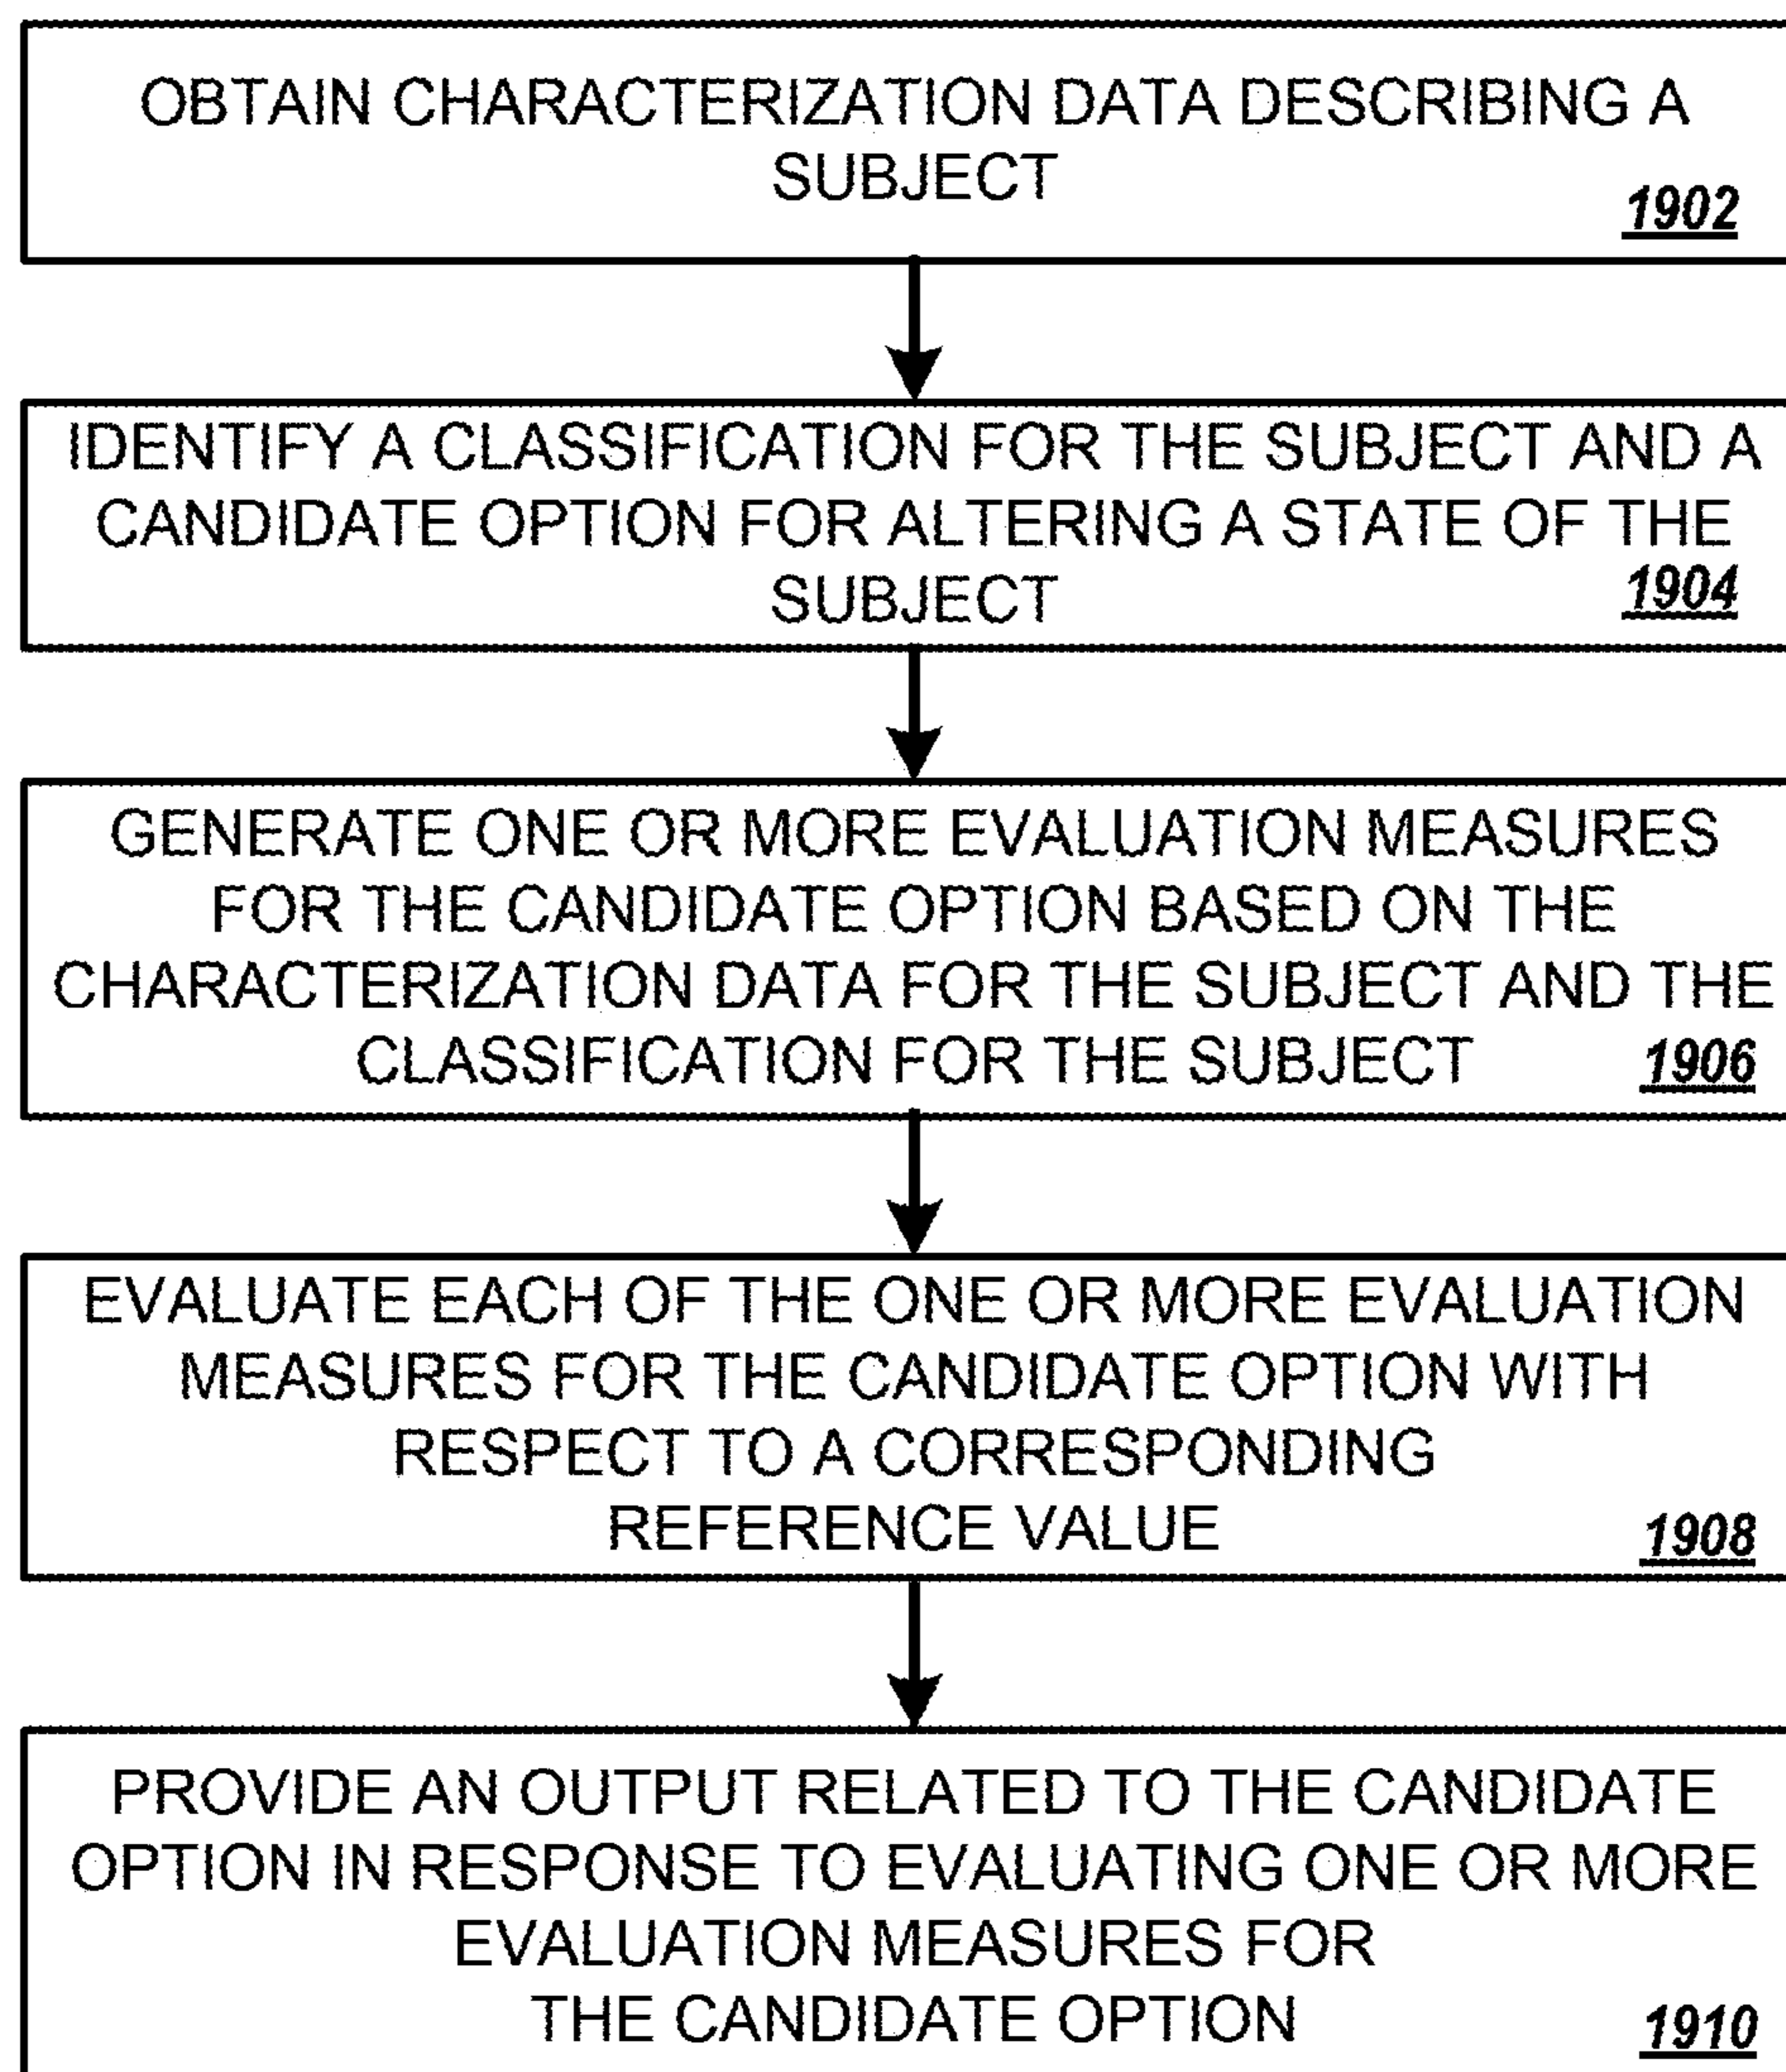 OBTAIN CHARACTERIZATION DATA DESCRIBING A
SUBJECT
1902
IDENTIFY A CLASSIFICATION FOR THE SUBJECT AND A
CANDIDATE OPTION FOR ALTERING A STATE OF THE
SUBJECT
1904
GENERATE ONE OR MORE EVALUATION MEASURES
FOR THE CANDIDATE OPTION BASED ON THE
CHARACTERIZATION DATA FOR THE SUBJECT AND THE
CLASSIFICATION FOR THE SUBJECT
1906
EVALUATE EACH OF THE ONE OR MORE EVALUATION
MEASURES FOR THE CANDIDATE OPTION WITH
RESPECT TO A CORRESPONDING
REFERENCE VALUE
1908
PROVIDE AN OUTPUT RELATED TO THE CANDIDATE
OPTION IN RESPONSE TO EVALUATING ONE OR MORE
EVALUATION MEASURES FOR
THE CANDIDATE OPTION
1910